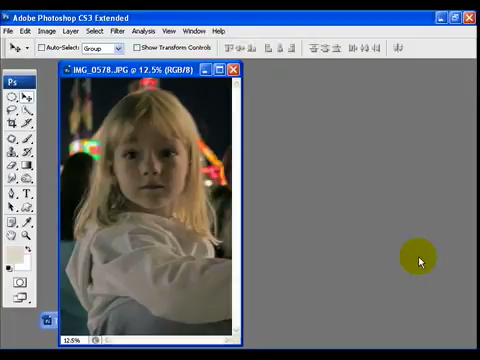 Adobe Photoshop CS3 Extended
File Edit Image Layer Select Filter Analysis View Window Help
Auto-Select: Group Show Transform Controls
IMG_0578.JPG @ 12.5% (RGB/8)
Ps
T
12.5%